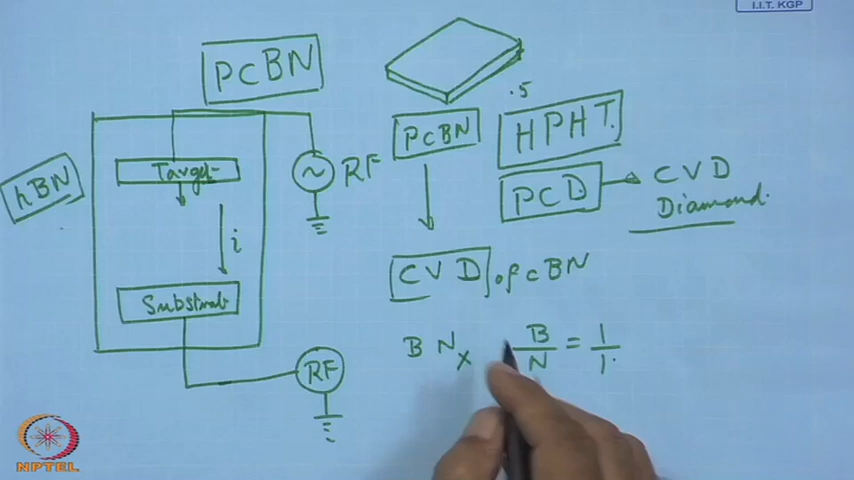 I.I.T. KGP
PCBN
.5
PCBN
HPHT.
hBN
Target
RF
PCD.
CVD
Diamond.
i
CVD of cBN
Substrate
B N x
B/N = 1/1.
RF
NPTEL